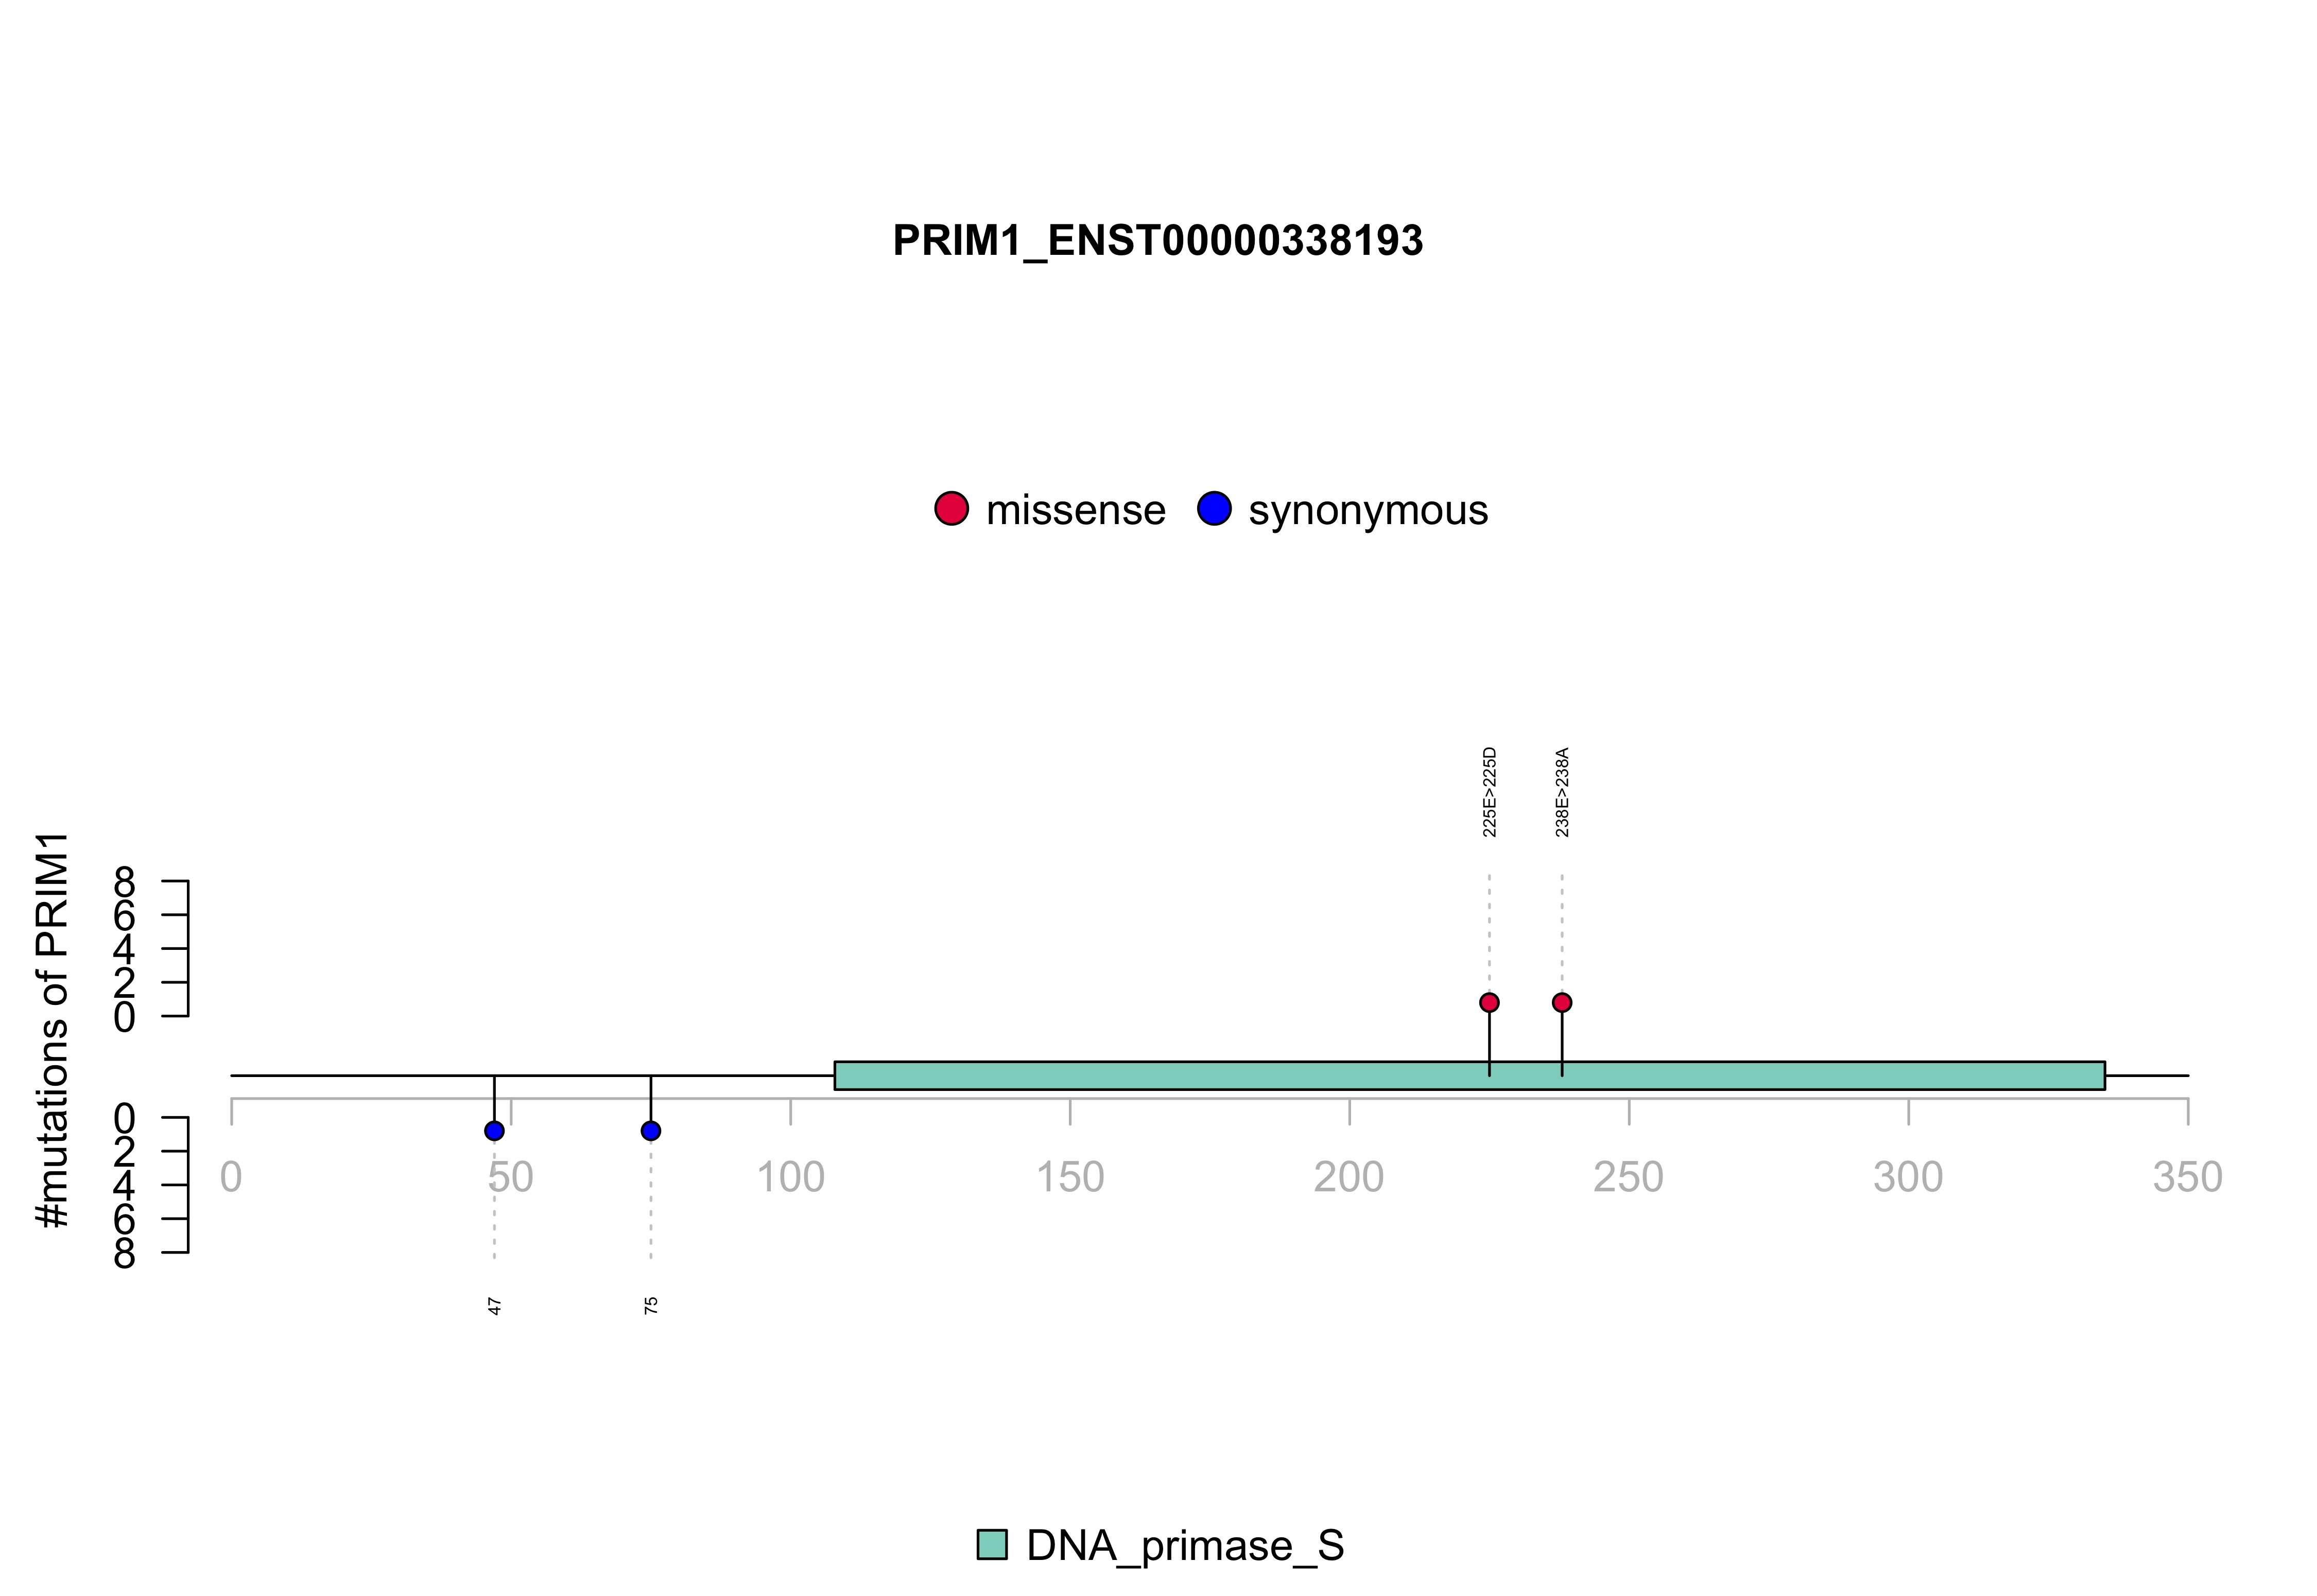 PRIM1_ENST00000338193
missense synonymous
225E>225D
238E>238A
#mutations of PRIM1
8
6
4
2
0
0
2
4
6
8
0 50 100 150 200 250 300 350
47
75
DNA_primase_S